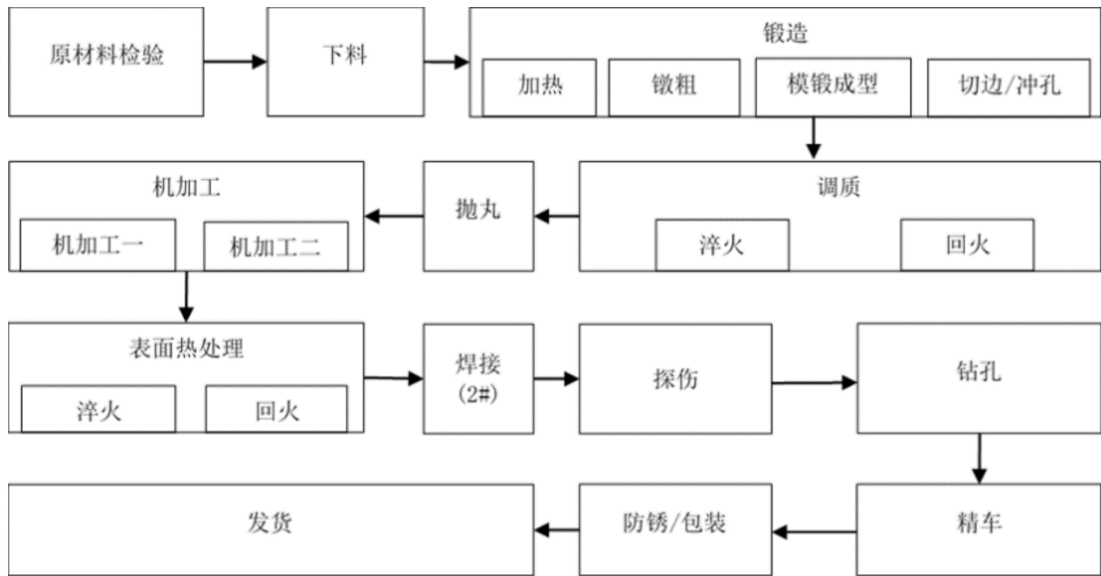 原材料检验
下料
锻造
加热
镦粗
模锻成型
切边/冲孔
调质
淬火
回火
抛丸
机加工
机加工一
机加工二
表面热处理
淬火
回火
焊接
(2#)
探伤
钻孔
精车
防锈/包装
发货